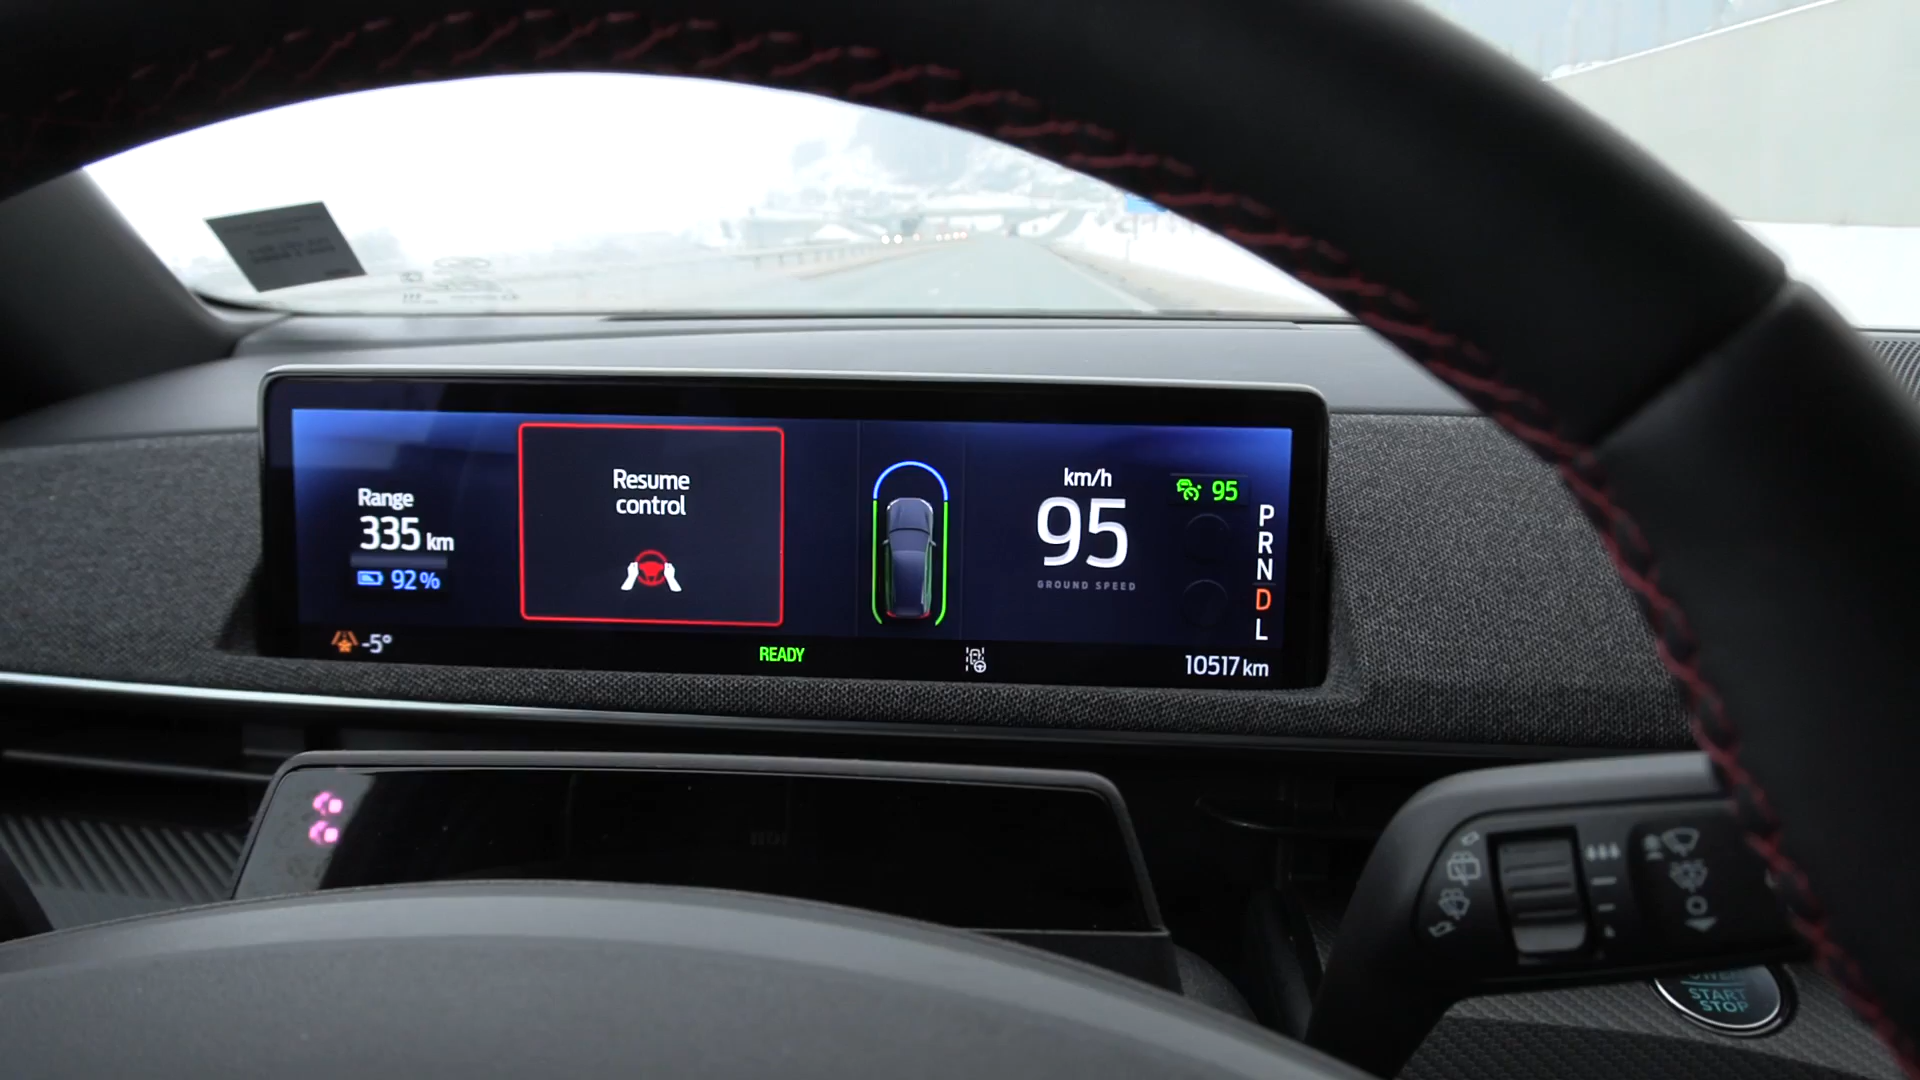 Range
335 km
92%
-5°
Resume
control
READY
km/h
95
GROUND SPEED
95
P
R
N
D
L
10517 km
START
STOP